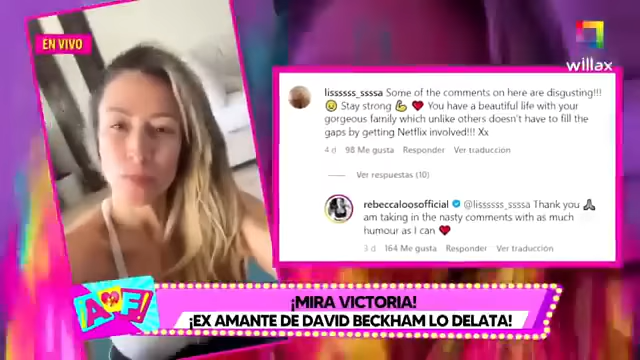 EN VIVO
willax
lissssss_ssssa Some of the comments on here are disgusting!!!
🥺 Stay strong 💪 ❤️ You have a beautiful life with your
gorgeous family which unlike others doesn't have to fill the
gaps by getting Netflix involved!!! Xx
4 d 98 Me gusta Responder Ver traducción
Ver respuestas (10)
rebeccaloosofficial @lissssss_ssssa Thank you 🙏
am taking in the nasty comments with as much
humour as I can ❤️
3 d 164 Me gusta Responder Ver traducción
A F!
¡MIRA VICTORIA!
¡EX AMANTE DE DAVID BECKHAM LO DELATA!